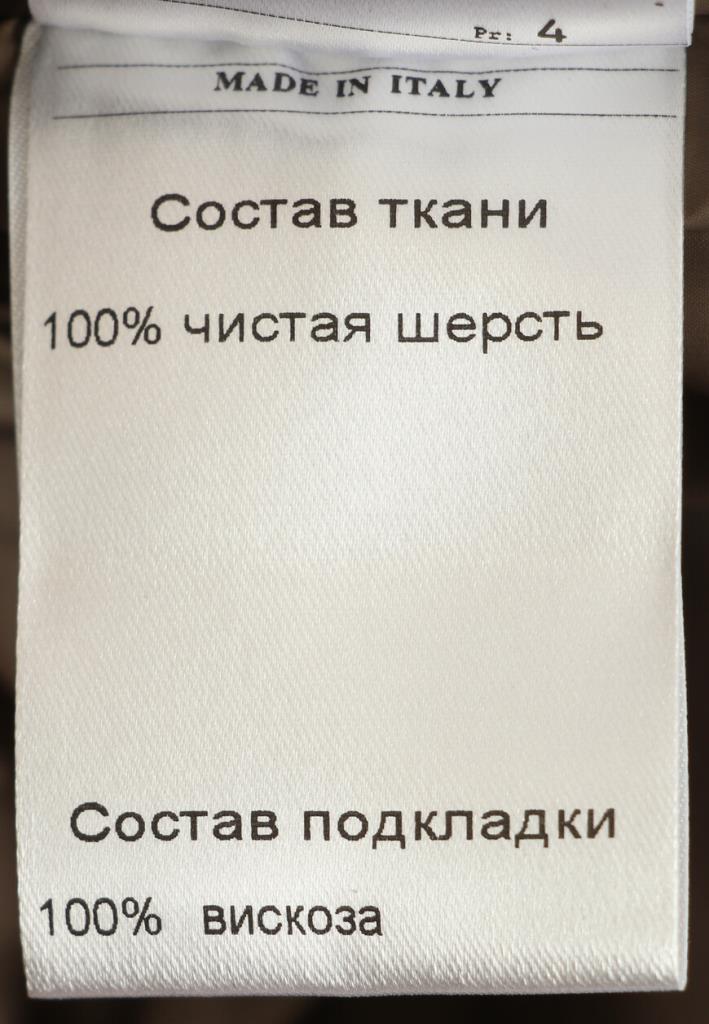 Pr: 4
MADE IN ITALY
Состав ткани
100% чистая шерсть
Состав подкладки
100% вискоза